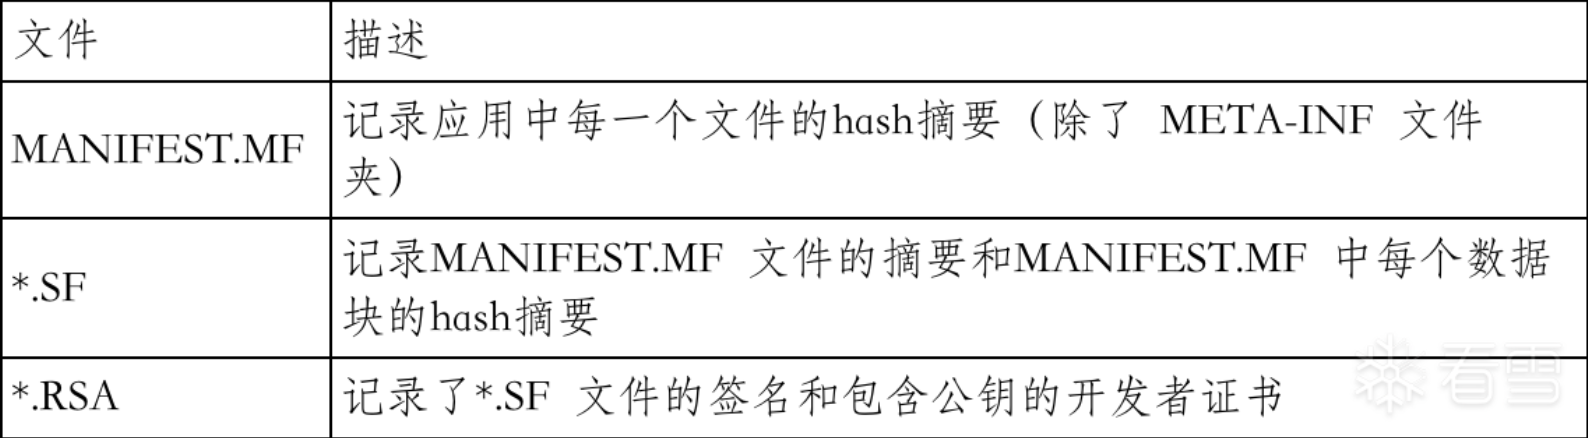 文件 描述
MANIFEST.MF
记录应用中每一个文件的hash摘要（除了 META-INF 文件
夹）
*.SF
记录MANIFEST.MF 文件的摘要和MANIFEST.MF 中每个数据
块的hash摘要
*.RSA 记录了*.SF 文件的签名和包含公钥的开发者证书
看雪